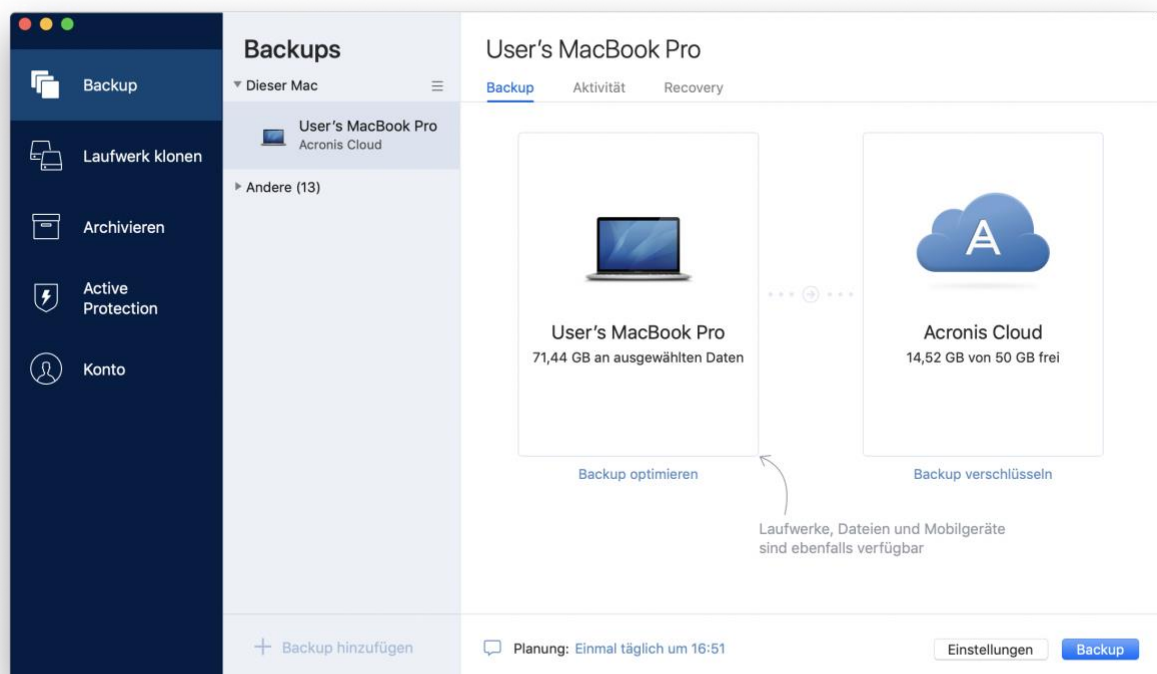 Backup
Laufwerk klonen
Archivieren
Active
Protection
Konto
Backups
Dieser Mac
User's MacBook Pro
Acronis Cloud
Andere (13)
Backup hinzufügen
User's MacBook Pro
Backup Aktivität Recovery
User's MacBook Pro
71,44 GB an ausgewählten Daten
Backup optimieren
A
Acronis Cloud
14,52 GB von 50 GB frei
Backup verschlüsseln
Laufwerke, Dateien und Mobilgeräte
sind ebenfalls verfügbar
Planung: Einmal täglich um 16:51
Einstellungen Backup